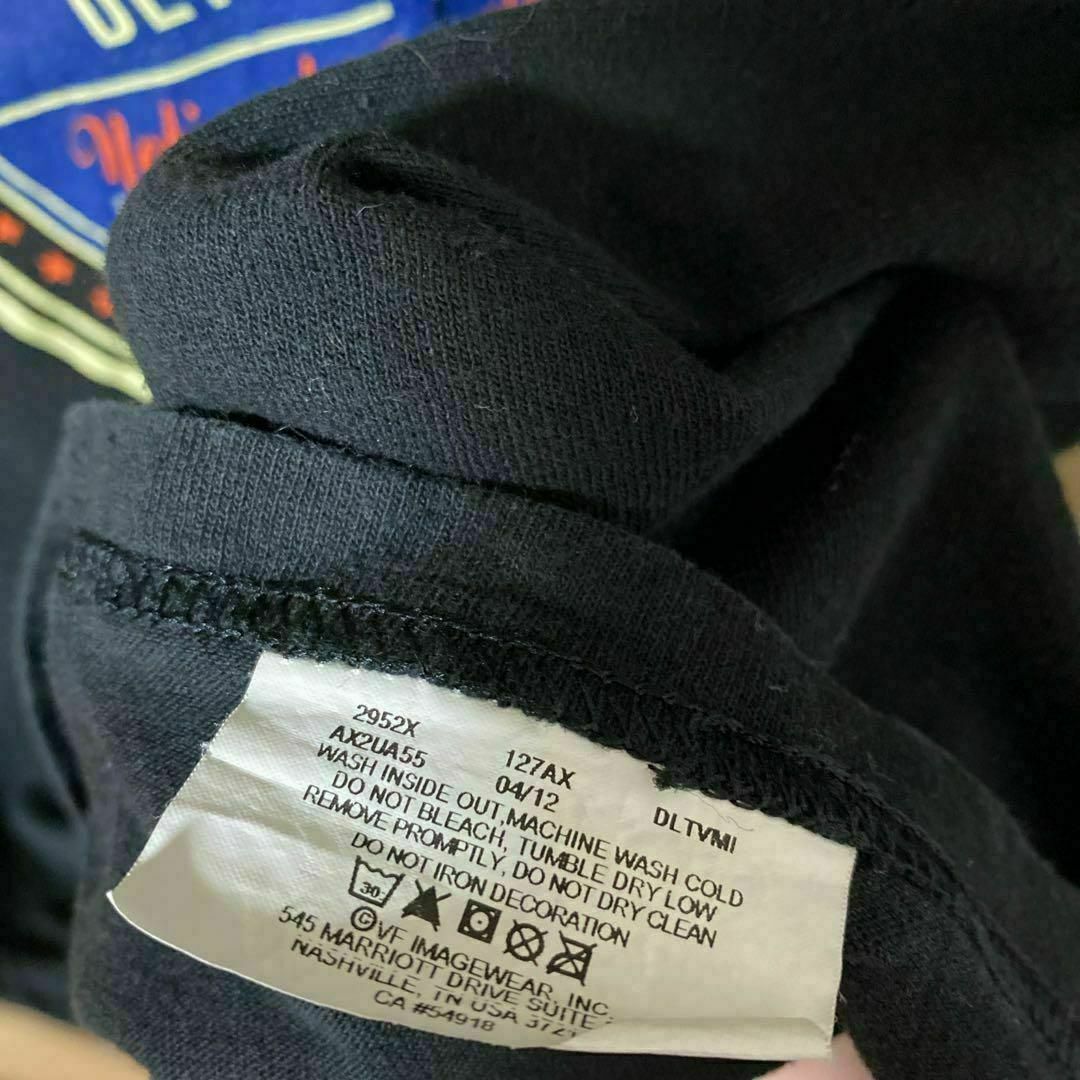 2952X
AX2UA55 127AX
04/12 DLTVMI
WASH INSIDE OUT, MACHINE WASH COLD
DO NOT BLEACH, TUMBLE DRY LOW
REMOVE PROMPTLY, DO NOT DRY CLEAN
DO NOT IRON DECORATION
30
©VF IMAGEWEAR, INC.
545 MARRIOTT DRIVE SUITE
NASHVILLE, TN USA
CA #54918